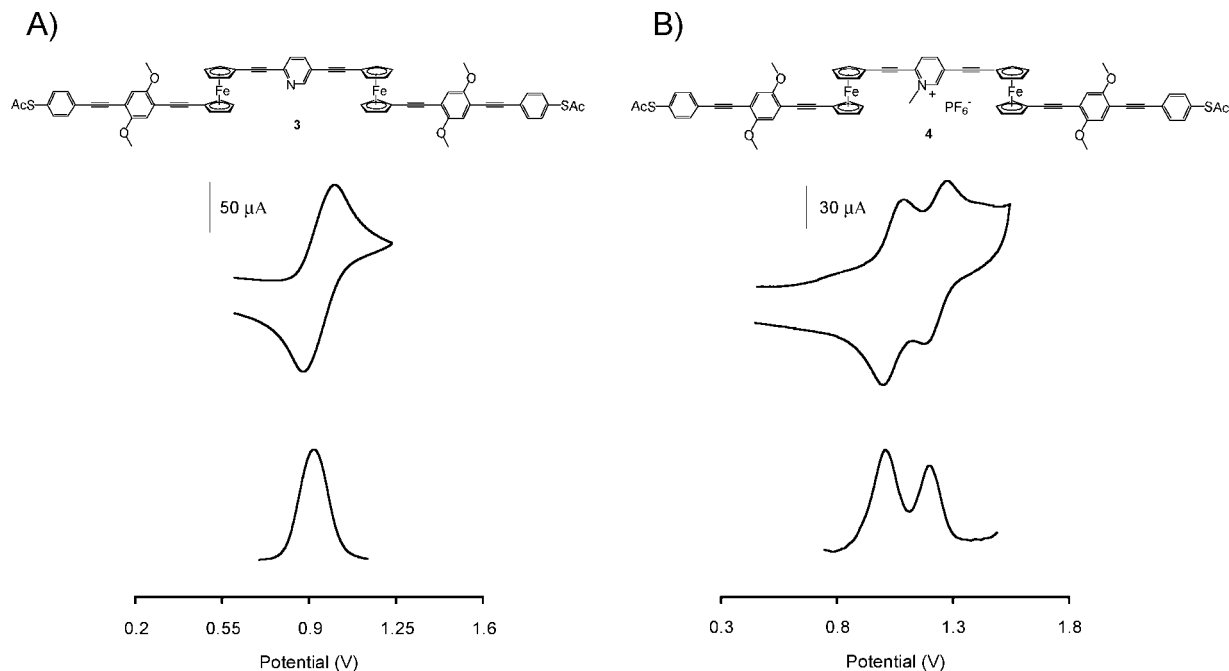 A)
O
O
N
Fe
Fe
AcS
SAc
O
O
3
50 μA
0.2 0.55 0.9 1.25 1.6
Potential (V)
B)
O
O
N
+
Fe
Fe
PF6-
AcS
SAc
O
O
4
30 μA
0.3 0.8 1.3 1.8
Potential (V)